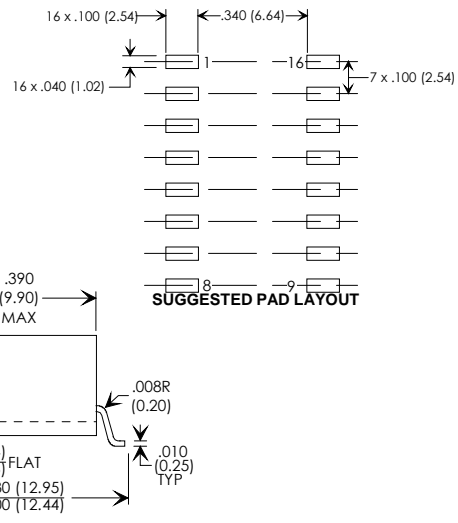 16 x .100 (2.54)
.340 (6.64)
1
16
16 x .040 (1.02)
7 x .100 (2.54)
8
9
SUGGESTED PAD LAYOUT
.390
(9.90)
MAX
.008R
(0.20)
FLAT
.010
(0.25)
TYP
0 (12.95)
0 (12.44)